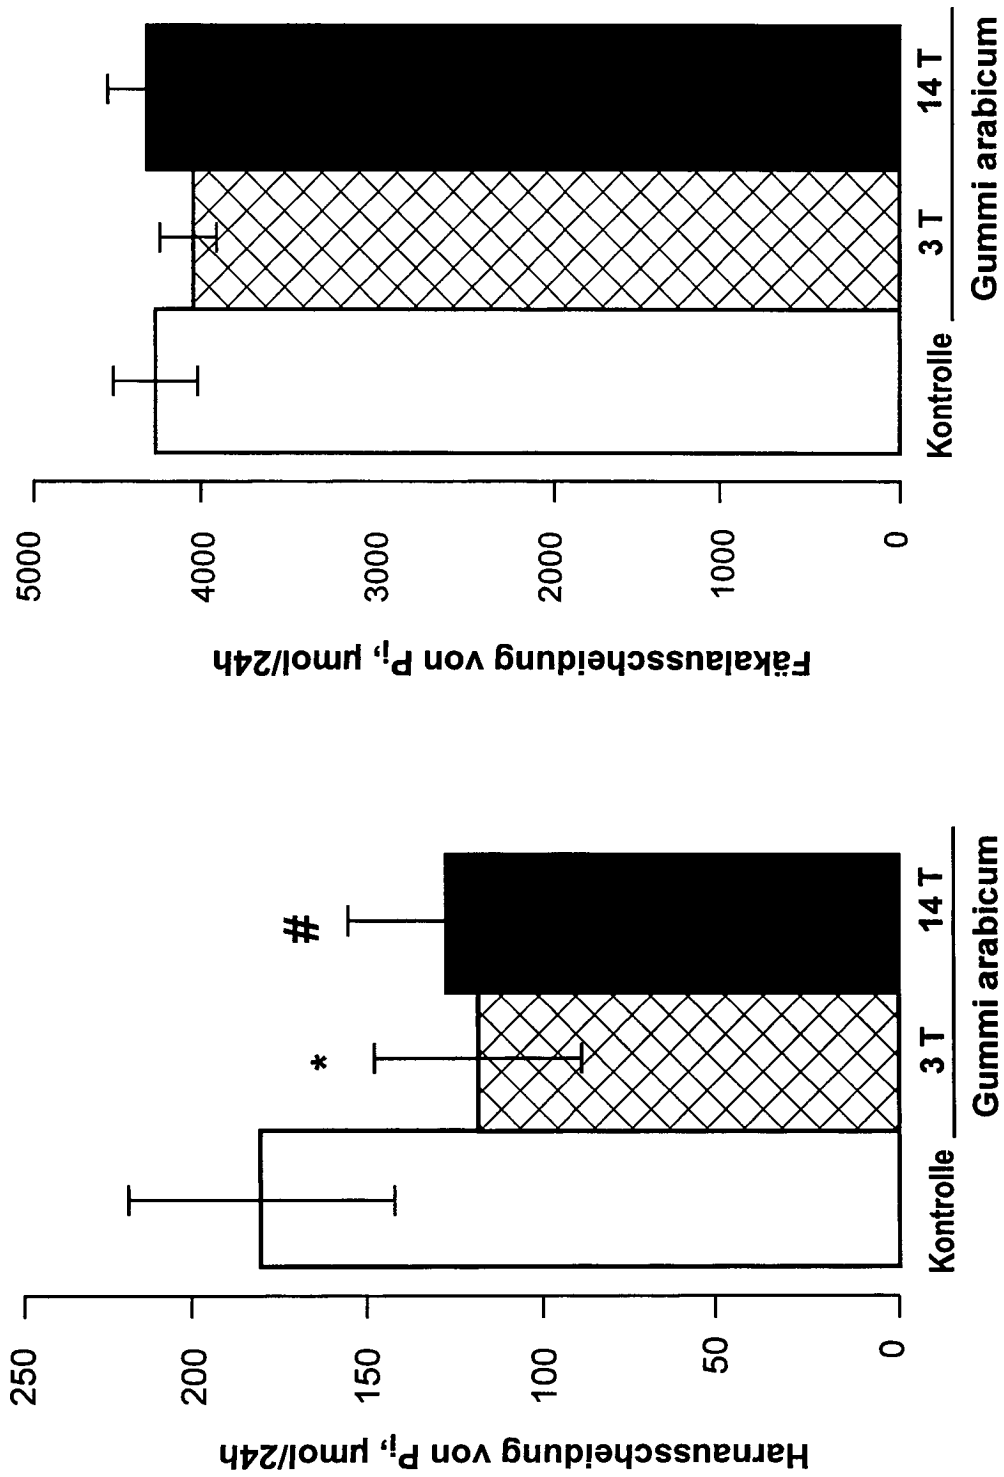 Harnausscheidung von Pi, µmol/24h
250
200
150
100
50
0
*
#
Kontrolle
3 T
14 T
Gummi arabicum
Fäkalausscheidung von Pi, µmol/24h
5000
4000
3000
2000
1000
0
Kontrolle
3 T
14 T
Gummi arabicum